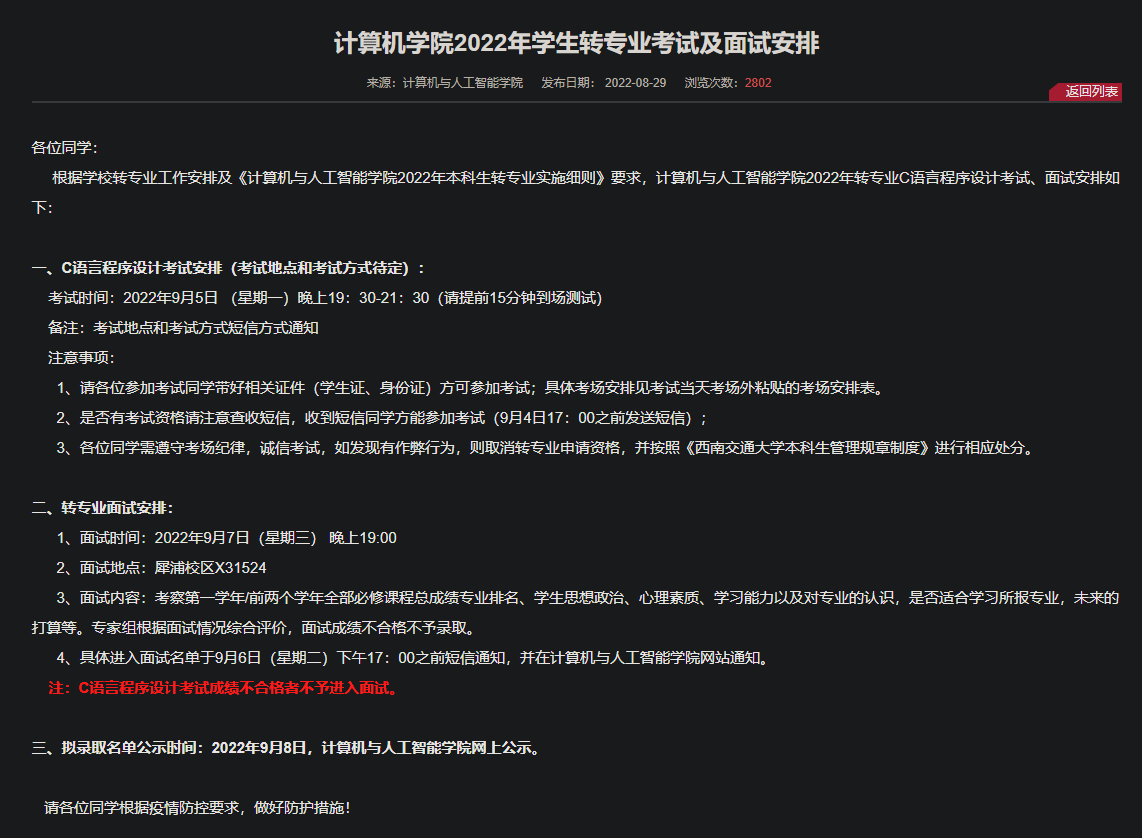 计算机学院2022年学生转专业考试及面试安排
来源：计算机与人工智能学院 发布日期： 2022-08-29 浏览次数：2802
返回列表
各位同学：
根据学校转专业工作安排及《计算机与人工智能学院2022年本科生转专业实施细则》要求，计算机与人工智能学院2022年转专业C语言程序设计考试、面试安排如
下：
一、C语言程序设计考试安排（考试地点和考试方式待定）：
考试时间：2022年9月5日 （星期一）晚上19：30-21：30（请提前15分钟到场测试）
备注：考试地点和考试方式短信方式通知
注意事项：
1、请各位参加考试同学带好相关证件（学生证、身份证）方可参加考试；具体考场安排见考试当天考场外粘贴的考场安排表。
2、是否有考试资格请注意查收短信，收到短信同学方能参加考试（9月4日17：00之前发送短信）；
3、各位同学需遵守考场纪律，诚信考试，如发现有作弊行为，则取消转专业申请资格，并按照《西南交通大学本科生管理规章制度》进行相应处分。
二、转专业面试安排：
1、面试时间：2022年9月7日（星期三） 晚上19:00
2、面试地点：犀浦校区X31524
3、面试内容：考察第一学年/前两个学年全部必修课程总成绩专业排名、学生思想政治、心理素质、学习能力以及对专业的认识，是否适合学习所报专业，未来的
打算等。专家组根据面试情况综合评价，面试成绩不合格不予录取。
4、具体进入面试名单于9月6日（星期二）下午17：00之前短信通知，并在计算机与人工智能学院网站通知。
注：C语言程序设计考试成绩不合格者不予进入面试。
三、拟录取名单公示时间：2022年9月8日，计算机与人工智能学院网上公示。
请各位同学根据疫情防控要求，做好防护措施！